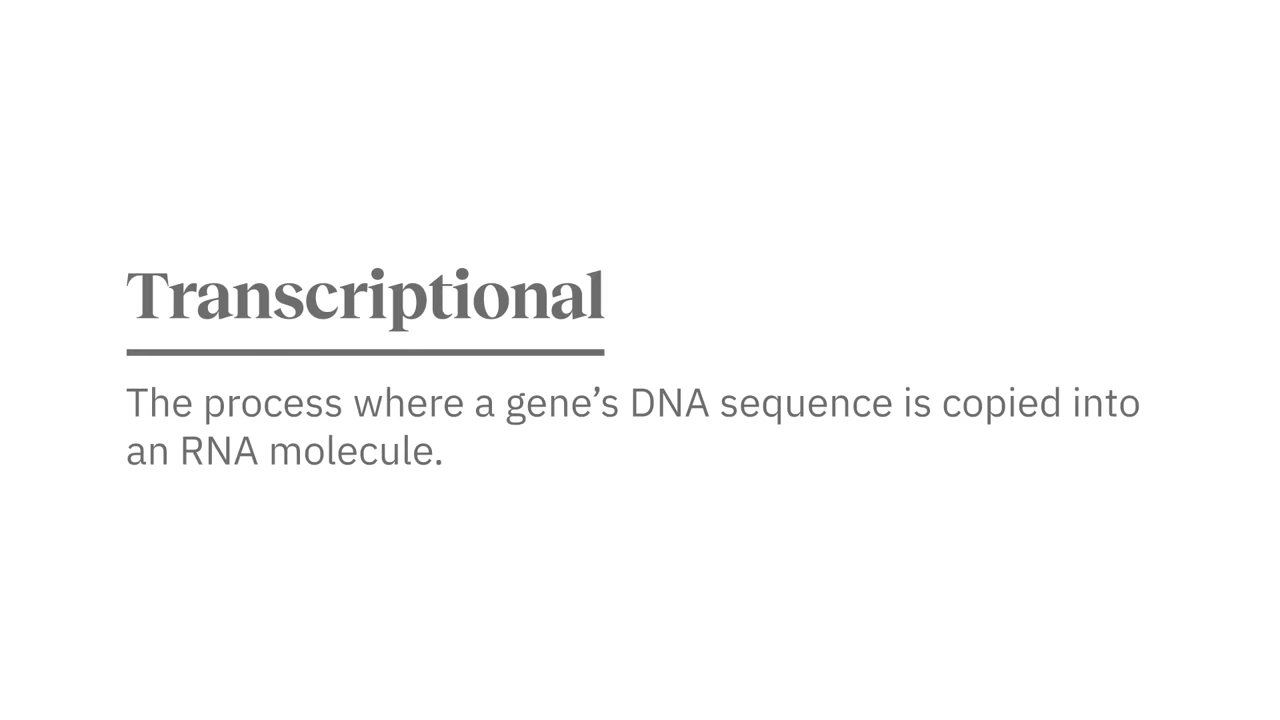 Transcriptional
The process where a gene’s DNA sequence is copied into
an RNA molecule.